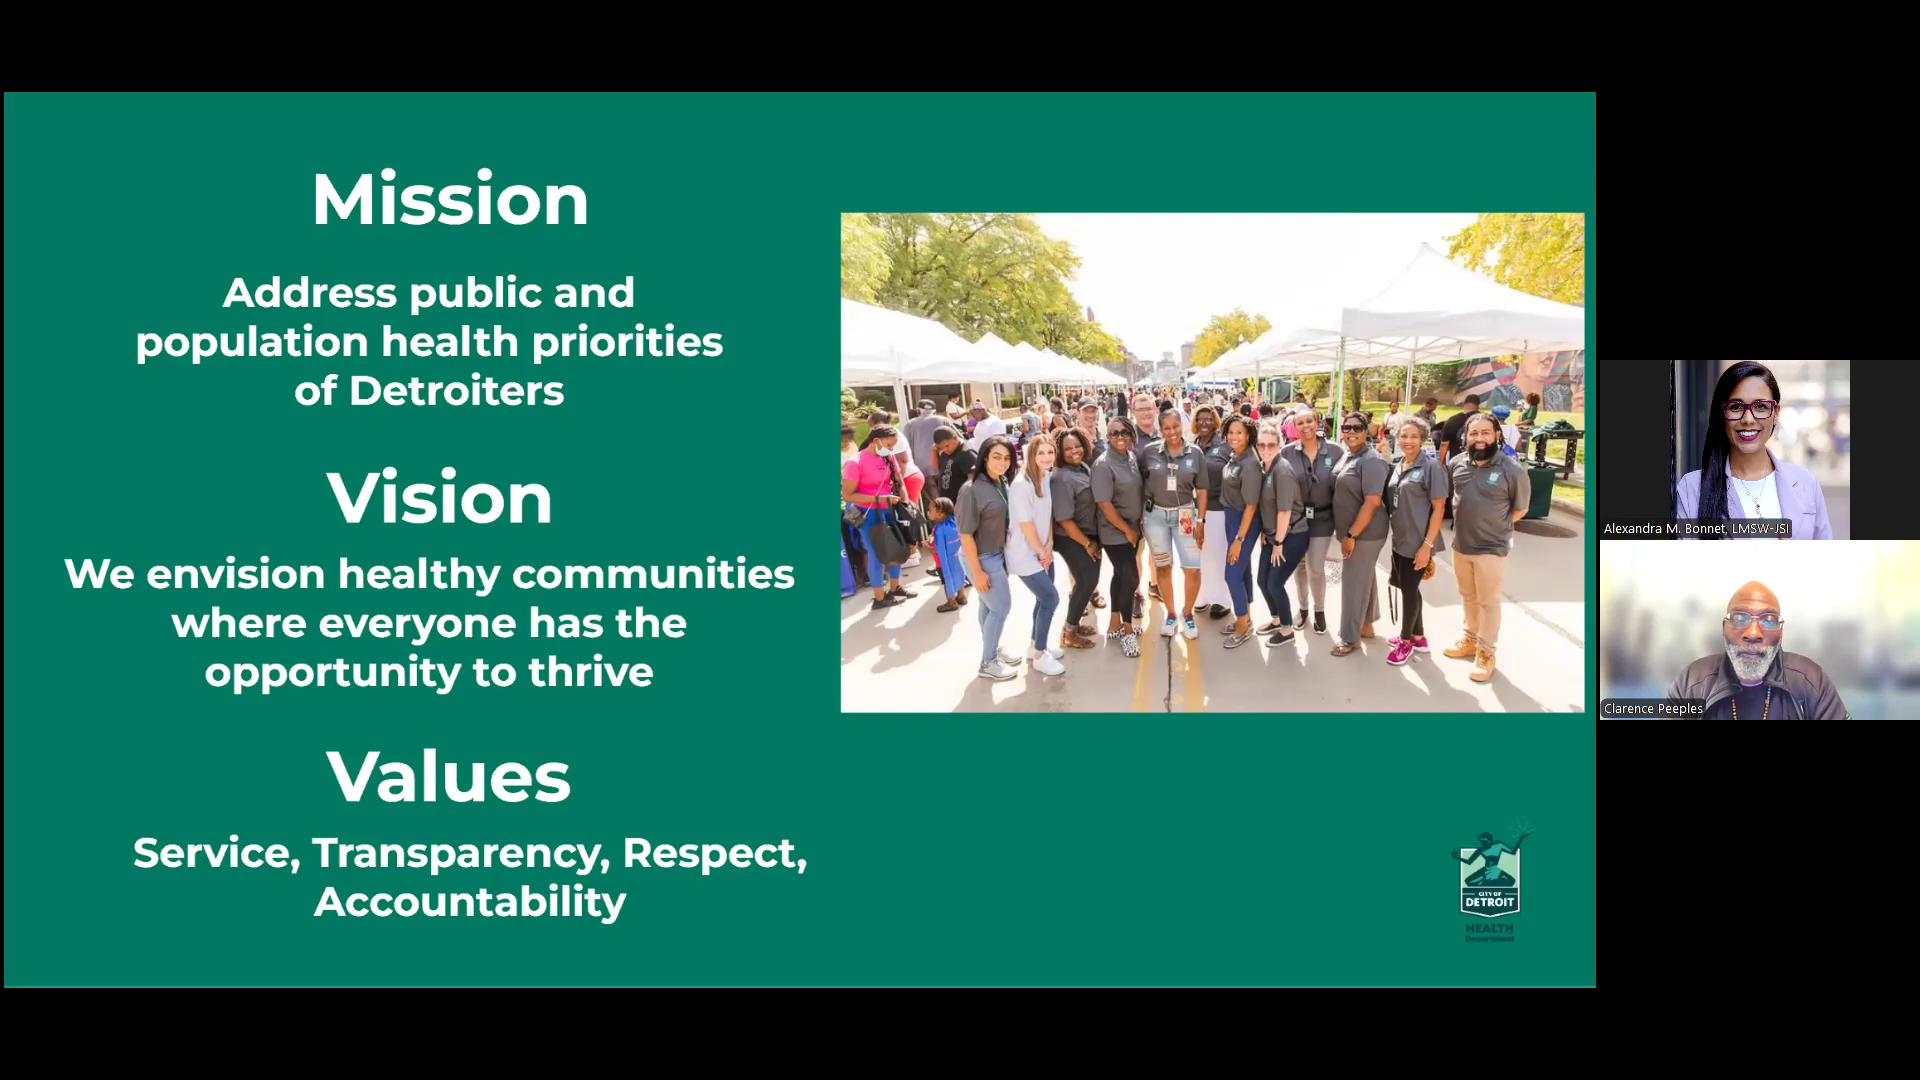 Mission
Address public and
population health priorities
of Detroiters
Vision
We envision healthy communities
where everyone has the
opportunity to thrive
Values
Service, Transparency, Respect,
Accountability
CITY OF
DETROIT
HEALTH
Department
Alexandra M. Bonnet, LMSW-JSI
Clarence Peeples